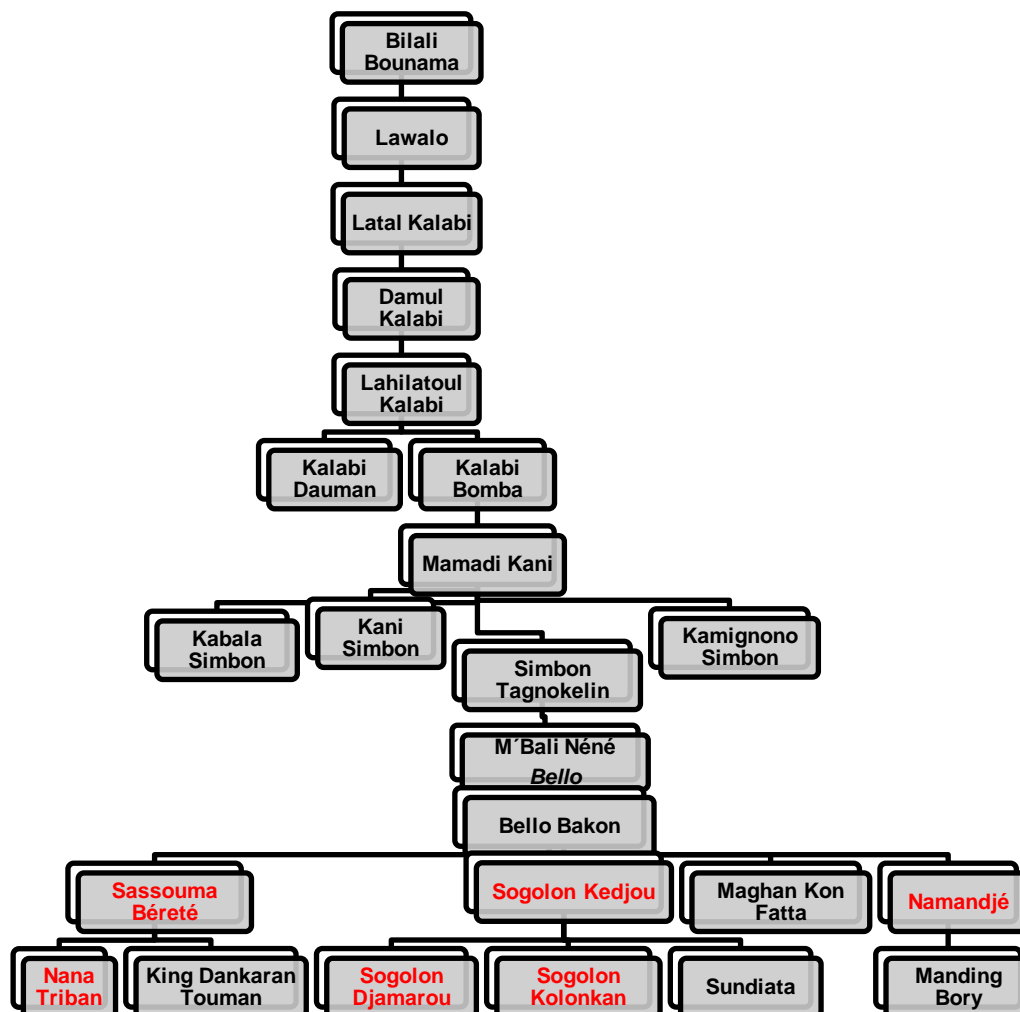 Bilali
Bounama
Lawalo
Latal Kalabi
Damul
Kalabi
Lahilatoul
Kalabi
Kalabi
Dauman
Kalabi
Bomba
Mamadi Kani
Kabala
Simbon
Kani
Simbon
Simbon
Tagnokelin
Kamignono
Simbon
M´Bali Néné
Bello
Bello Bakon
Sassouma
Béreté
Sogolon Kedjou
Maghan Kon
Fatta
Namandjé
Nana
Triban
King Dankaran
Touman
Sogolon
Djamarou
Sogolon
Kolonkan
Sundiata
Manding
Bory